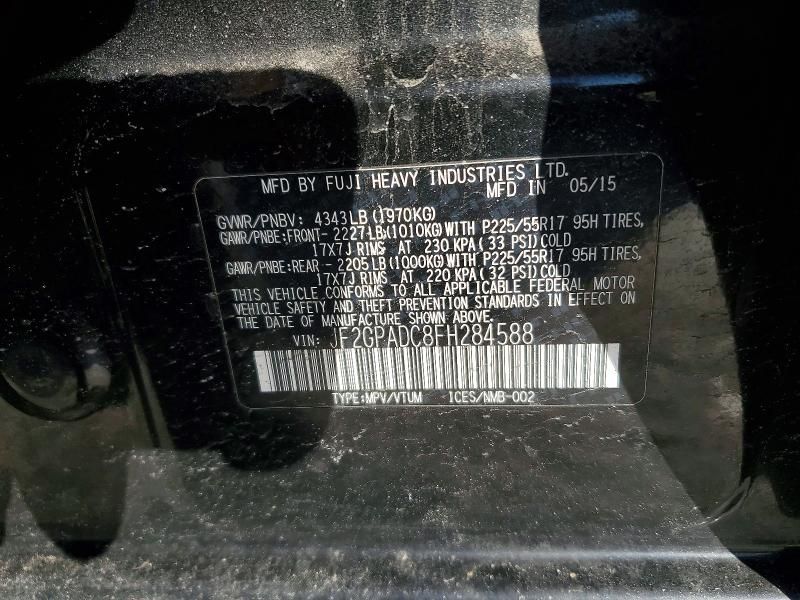 MFD BY FUJI HEAVY INDUSTRIES LTD.
MFD IN 05/15
GVWR/PNBV: 4343LB(1970KG)
GAWR/PNBE:FRONT- 2227LB(1010KG)WITH P225/55R17 95H TIRES,
17X7J RIMS AT 230 KPA( 33 PSI)COLD
GAWR/PNBE:REAR - 2205LB(1000KG)WITH P225/55R17 95H TIRES,
17X7J RIMS AT 220 KPA( 32 PSI)COLD
THIS VEHICLE CONFORMS TO ALL APPLICABLE FEDERAL MOTOR
VEHICLE SAFETY AND THEFT PREVENTION STANDARDS IN EFFECT ON
THE DATE OF MANUFACTURE SHOWN ABOVE.
VIN: JF2GPADC8FH284588
TYPE:MPV/VTUM ICES/NMB-002